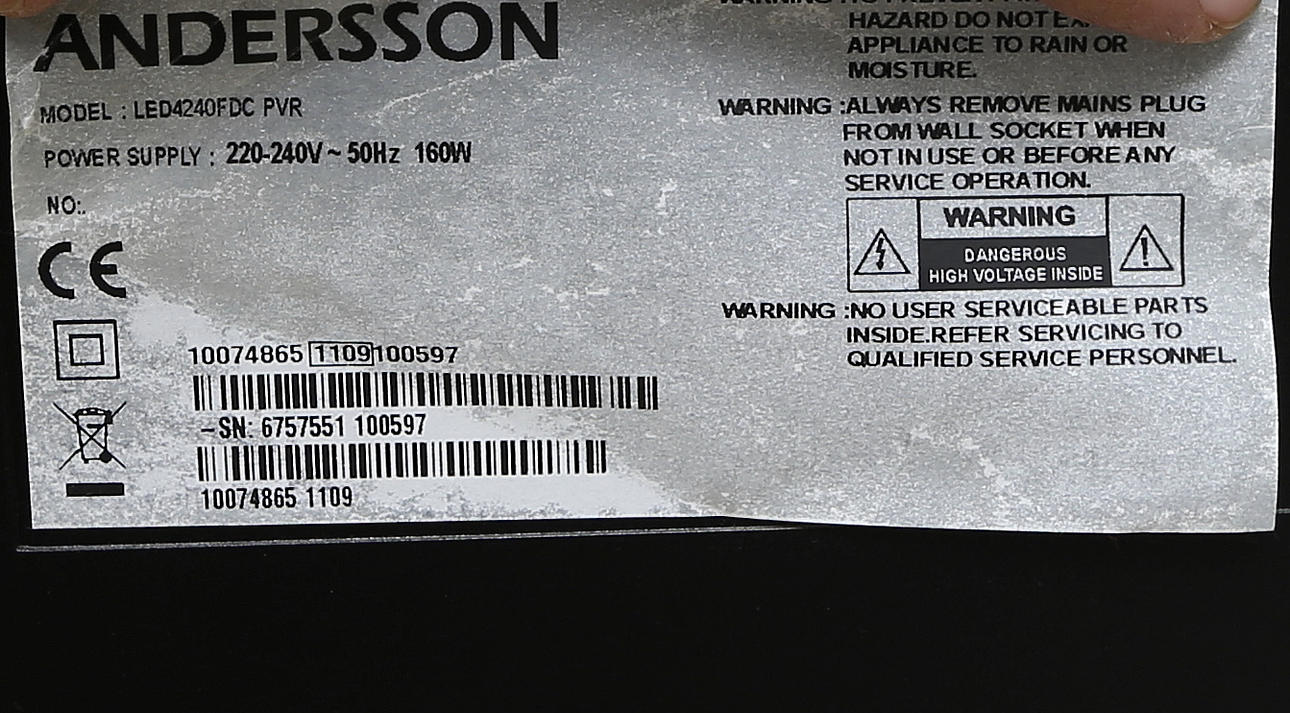 ANDERSSON
MODEL : LED4240FDC PVR
POWER SUPPLY : 220-240V ~ 50Hz 160W
NO:.
CE
10074865 1109 100597
-SN: 6757551 100597
10074865 1109
HAZARD DO NOT
APPLIANCE TO RAIN OR
MOISTURE.
WARNING :ALWAYS REMOVE MAINS PLUG
FROM WALL SOCKET WHEN
NOT IN USE OR BEFORE ANY
SERVICE OPERATION.
WARNING
DANGEROUS
HIGH VOLTAGE INSIDE
WARNING :NO USER SERVICEABLE PARTS
INSIDE.REFER SERVICING TO
QUALIFIED SERVICE PERSONNEL.